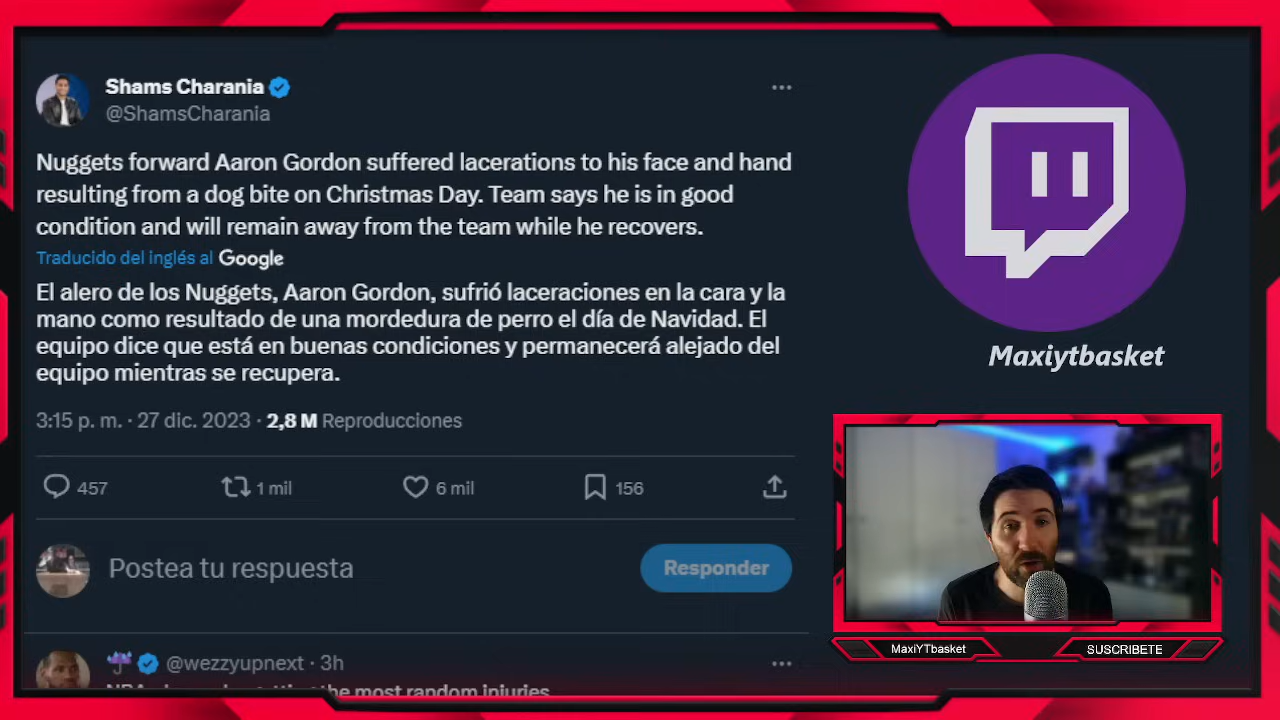 Shams Charania
@ShamsCharania
Nuggets forward Aaron Gordon suffered lacerations to his face and hand
resulting from a dog bite on Christmas Day. Team says he is in good
condition and will remain away from the team while he recovers.
Traducido del inglés al Google
El alero de los Nuggets, Aaron Gordon, sufrió laceraciones en la cara y la
mano como resultado de una mordedura de perro el día de Navidad. El
equipo dice que está en buenas condiciones y permanecerá alejado del
equipo mientras se recupera.
3:15 p. m. · 27 dic. 2023 · 2,8 M Reproducciones
457 1 mil 6 mil 156
Postea tu respuesta
Responder
@wezzyupnext · 3h
the most random injuries
Maxiytbasket
MaxiYTbasket
SUSCRIBETE